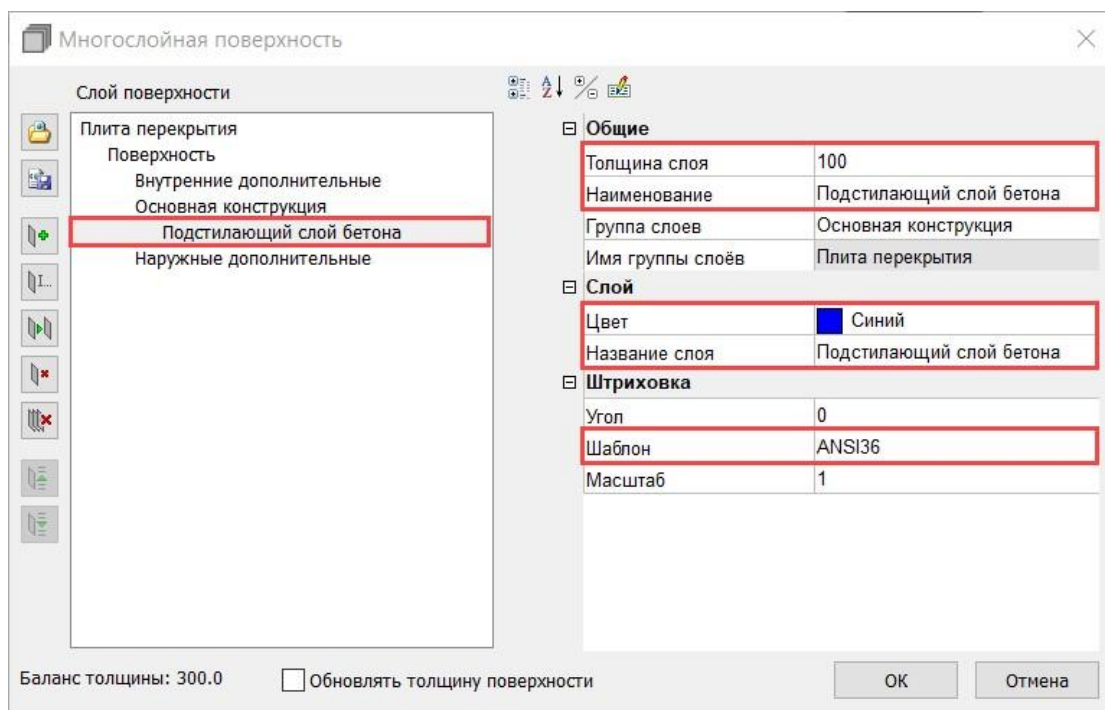 Многослойная поверхность
Слой поверхности
Плита перекрытия
Поверхность
Внутренние дополнительные
Основная конструкция
Подстилающий слой бетона
Наружные дополнительные
Общие
Толщина слоя 100
Наименование Подстилающий слой бетона
Группа слоев Основная конструкция
Имя группы слоёв Плита перекрытия
Слой
Цвет Синий
Название слоя Подстилающий слой бетона
Штриховка
Угол 0
Шаблон ANSI36
Масштаб 1
Баланс толщины: 300.0 Обновлять толщину поверхности ОК Отмена